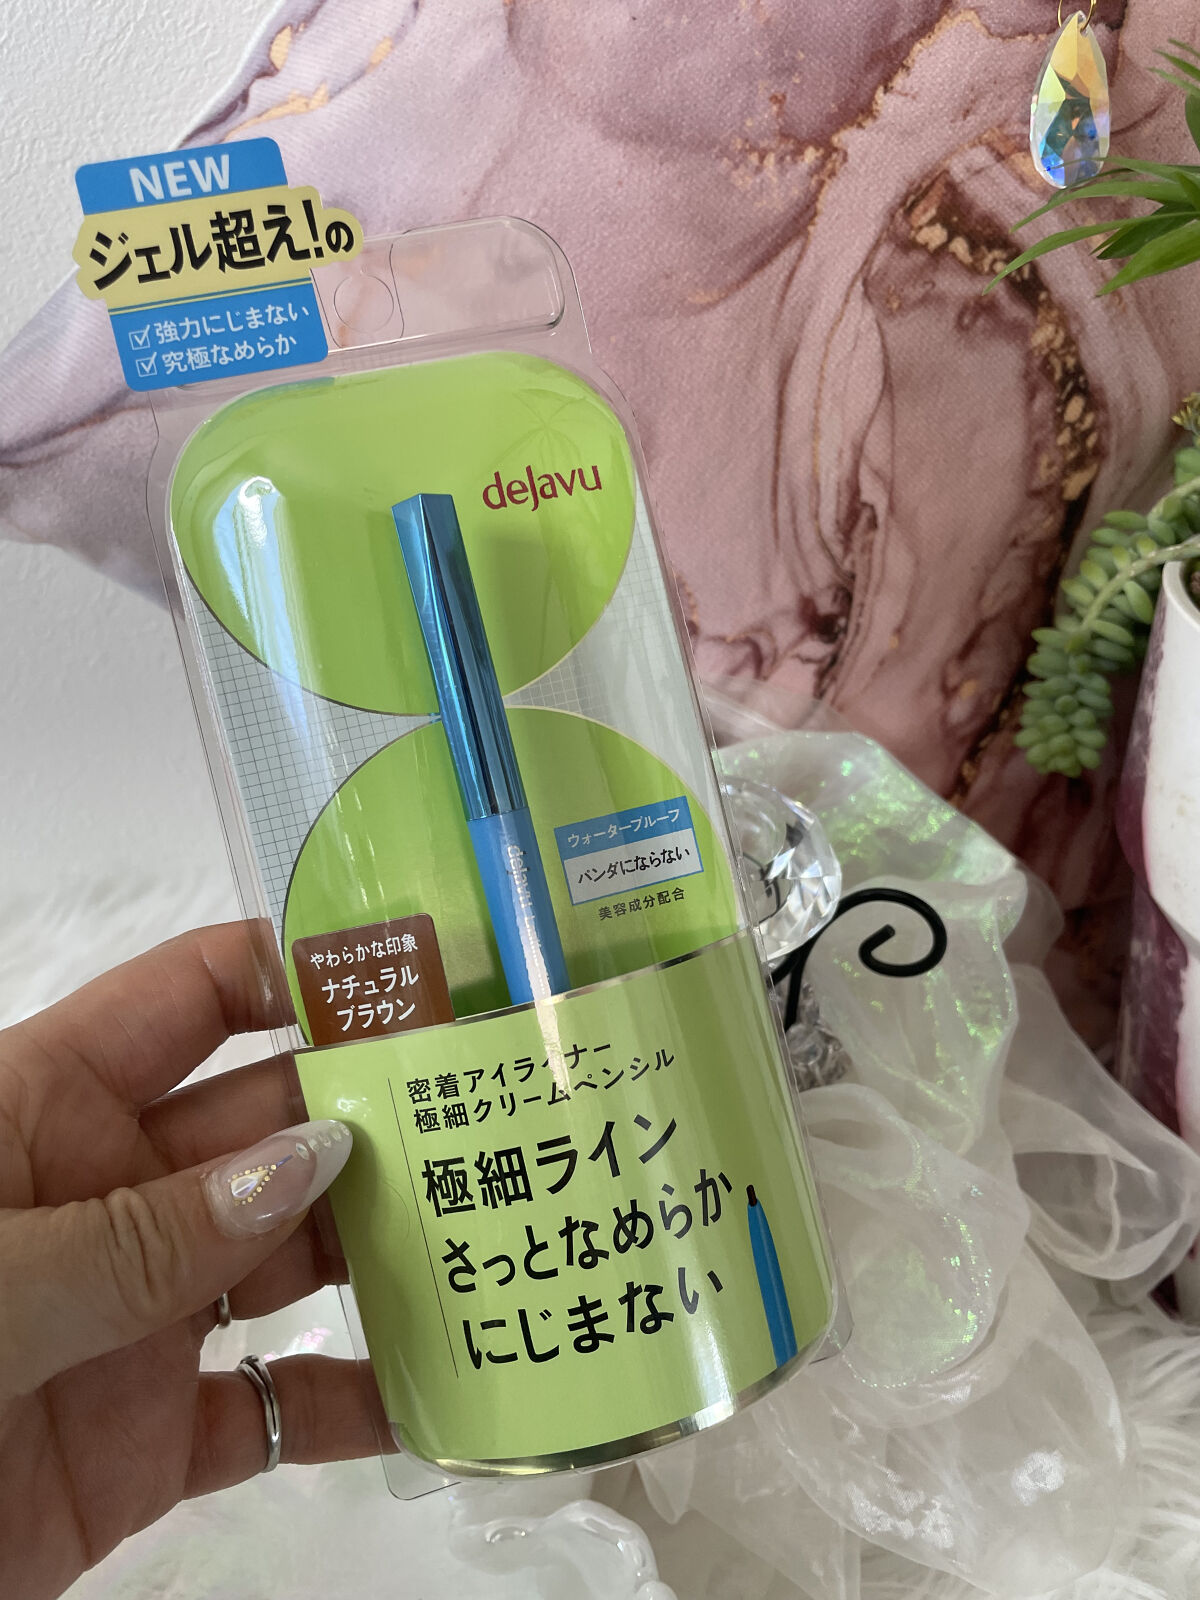 NEW
ジェル超え!の
☑強力ににじまない
☑究極なめらか
dejavu
dejavu
ウォータープルーフ
パンダにならない
美容成分配合
やわらかな印象
ナチュラル
ブラウン
密着アイライナー
極細クリームペンシル
極細ライン
さっとなめらか
にじまない